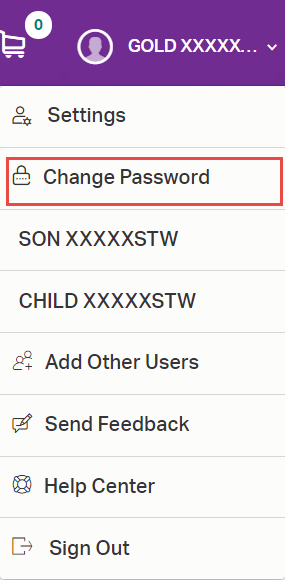 0
GOLD XXXXX...
Settings
Change Password
SON XXXXXSTW
CHILD XXXXXSTW
Add Other Users
Send Feedback
Help Center
Sign Out